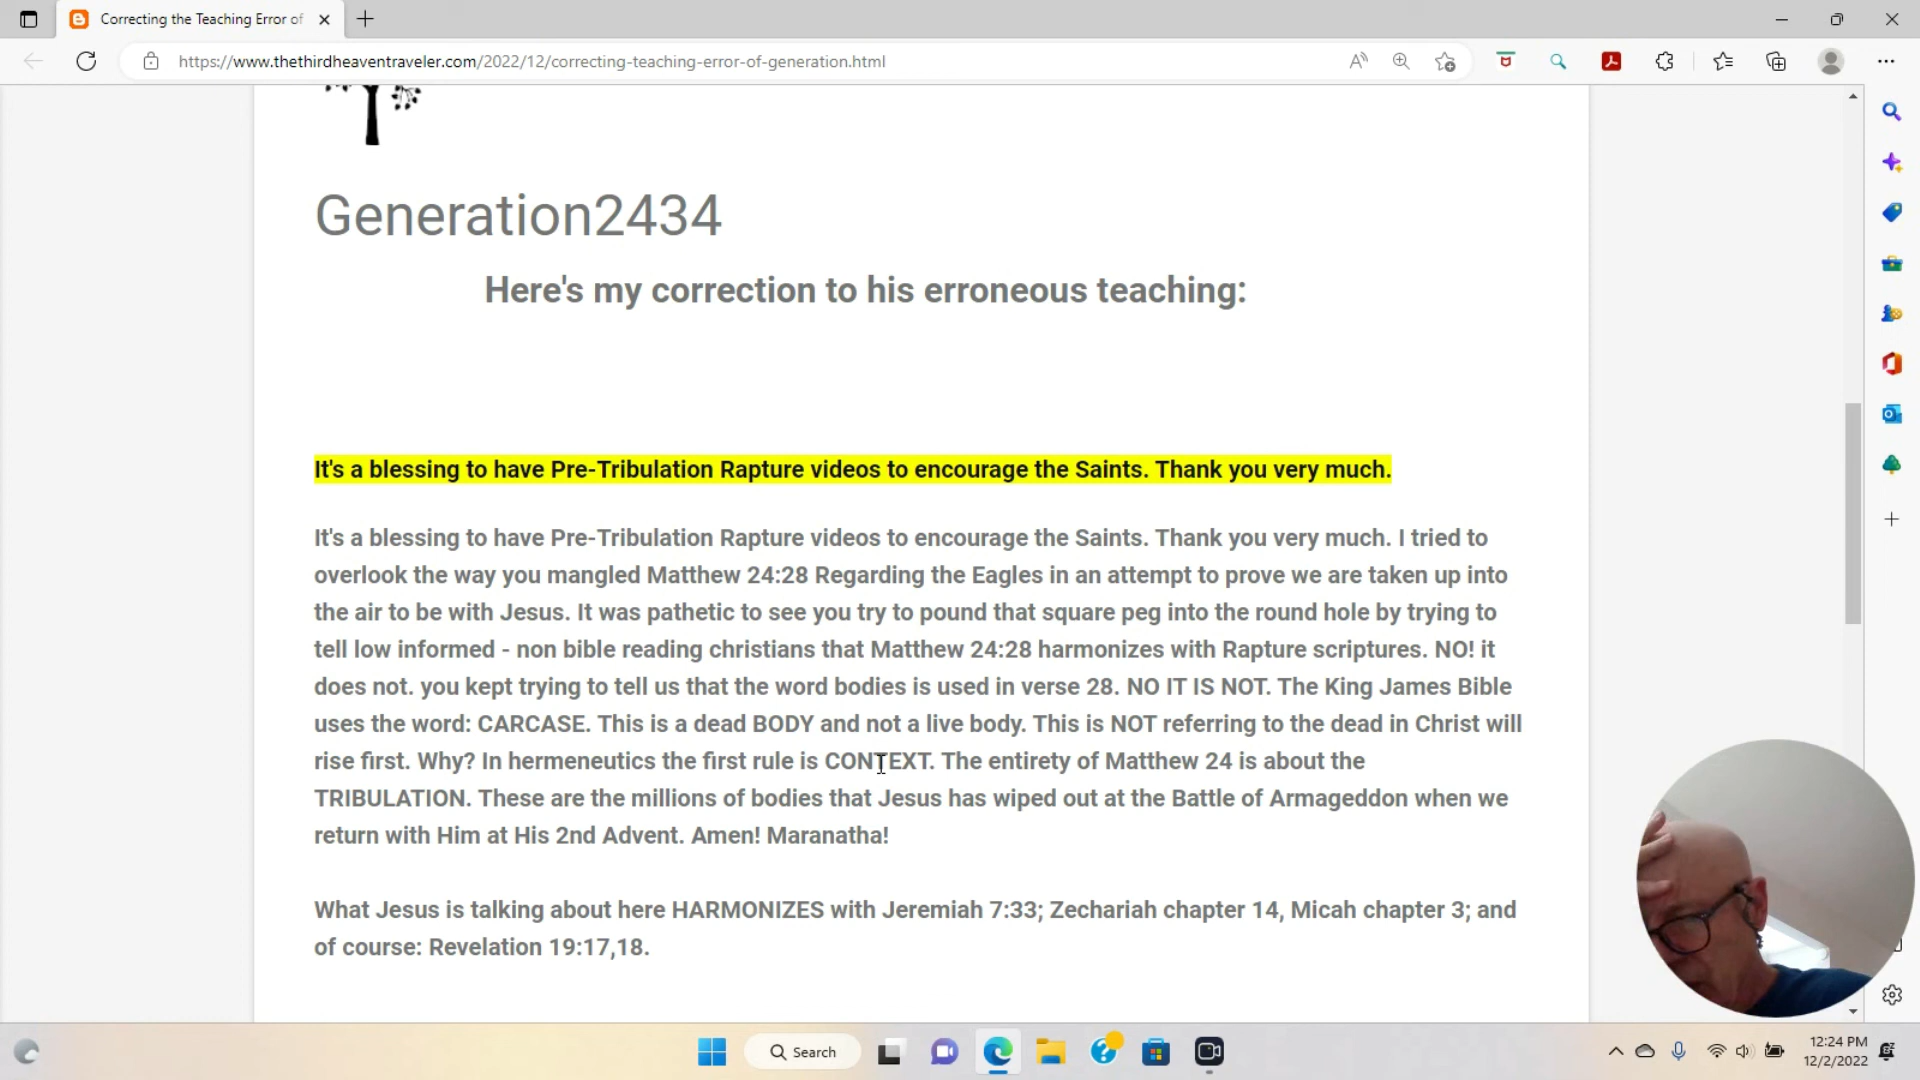 Correcting the Teaching Error of
https://www.thethirdheaventraveler.com/2022/12/correcting-teaching-error-of-generation.html
Generation2434
Here's my correction to his erroneous teaching:
It's a blessing to have Pre-Tribulation Rapture videos to encourage the Saints. Thank you very much.
It's a blessing to have Pre-Tribulation Rapture videos to encourage the Saints. Thank you very much. I tried to
overlook the way you mangled Matthew 24:28 Regarding the Eagles in an attempt to prove we are taken up into
the air to be with Jesus. It was pathetic to see you try to pound that square peg into the round hole by trying to
tell low informed - non bible reading christians that Matthew 24:28 harmonizes with Rapture scriptures. NO! it
does not. you kept trying to tell us that the word bodies is used in verse 28. NO IT IS NOT. The King James Bible
uses the word: CARCASE. This is a dead BODY and not a live body. This is NOT referring to the dead in Christ will
rise first. Why? In hermeneutics the first rule is CONTEXT. The entirety of Matthew 24 is about the
TRIBULATION. These are the millions of bodies that Jesus has wiped out at the Battle of Armageddon when we
return with Him at His 2nd Advent. Amen! Maranatha!
What Jesus is talking about here HARMONIZES with Jeremiah 7:33; Zechariah chapter 14, Micah chapter 3; and
of course: Revelation 19:17,18.
Search
12:24 PM
12/2/2022